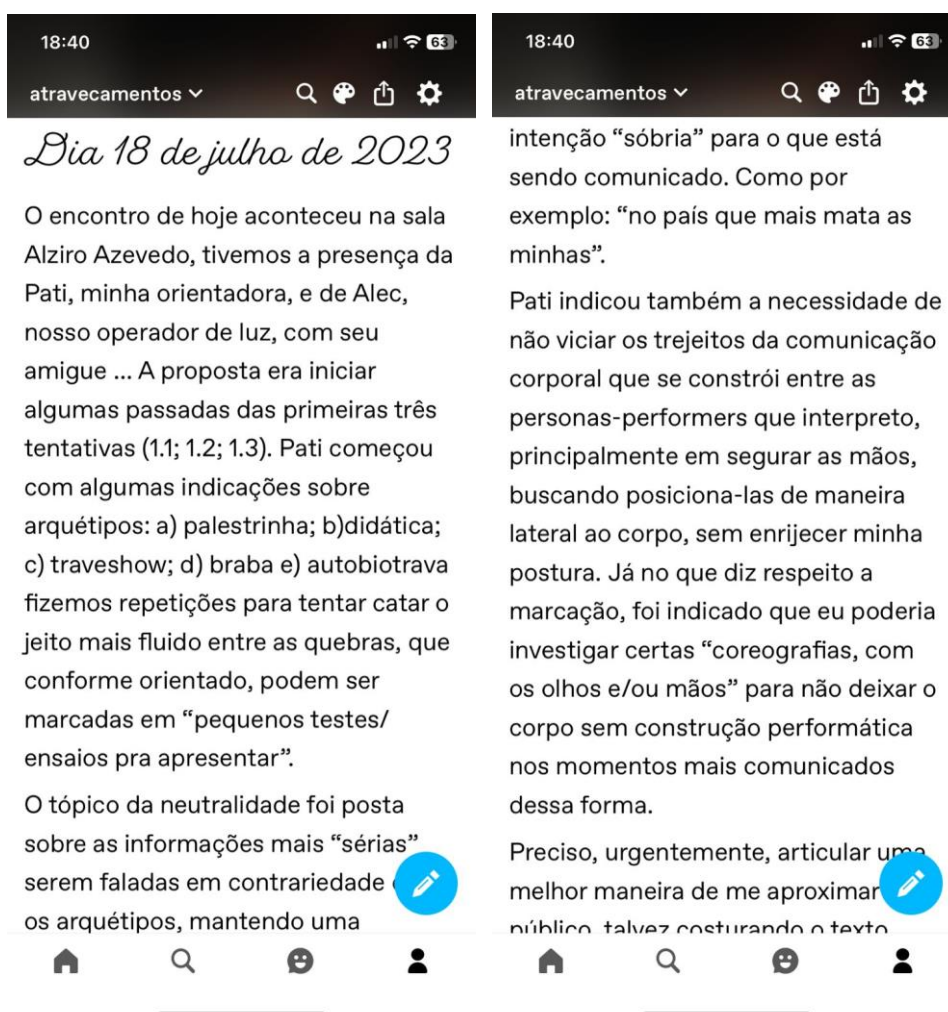 18:40
63
atravecamentos
Dia 18 de julho de 2023
O encontro de hoje aconteceu na sala
Alziro Azevedo, tivemos a presença da
Pati, minha orientadora, e de Alec,
nosso operador de luz, com seu
amigue ... A proposta era iniciar
algumas passadas das primeiras três
tentativas (1.1; 1.2; 1.3). Pati começou
com algumas indicações sobre
arquétipos: a) palestrinha; b)didática;
c) traveshow; d) braba e) autobiotrava
fizemos repetições para tentar catar o
jeito mais fluido entre as quebras, que
conforme orientado, podem ser
marcadas em “pequenos testes/
ensaios pra apresentar”.
O tópico da neutralidade foi posta
sobre as informações mais “sérias”
serem faladas em contrariedade
os arquétipos, mantendo uma
18:40
63
atravecamentos
intenção “sóbria” para o que está
sendo comunicado. Como por
exemplo: “no país que mais mata as
minhas”.
Pati indicou também a necessidade de
não viciar os trejeitos da comunicação
corporal que se constrói entre as
personas-performers que interpreto,
principalmente em segurar as mãos,
buscando posiciona-las de maneira
lateral ao corpo, sem enrijecer minha
postura. Já no que diz respeito a
marcação, foi indicado que eu poderia
investigar certas “coreografias, com
os olhos e/ou mãos” para não deixar o
corpo sem construção performática
nos momentos mais comunicados
dessa forma.
Preciso, urgentemente, articular uma
melhor maneira de me aproximar
público, talvez costurando o texto